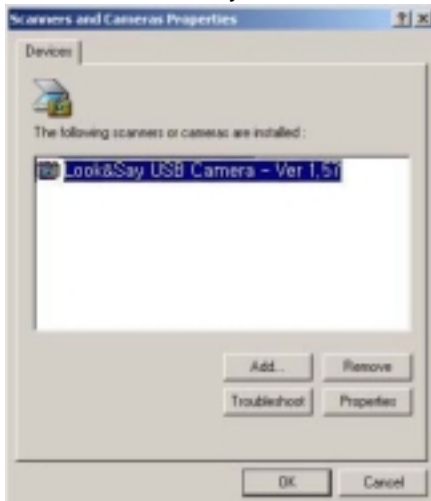 Scanners and Cameras Properties
Devices
The following scanners or cameras are installed :
Look&Say USB Camera - Ver 1,51
Add...
Remove
Troubleshoot
Properties
OK
Cancel